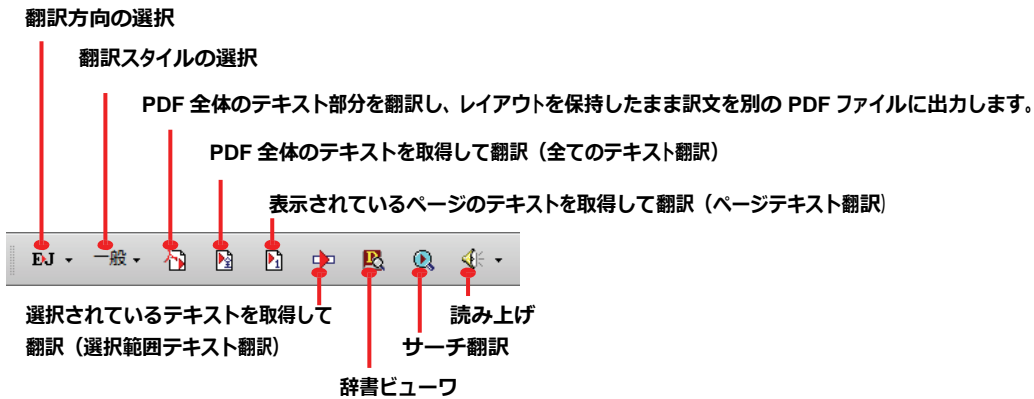 翻訳方向の選択
翻訳スタイルの選択
PDF 全体のテキスト部分を翻訳し、レイアウトを保持したまま訳文を別の PDF ファイルに出力します。
PDF 全体のテキストを取得して翻訳（全てのテキスト翻訳）
表示されているページのテキストを取得して翻訳（ページテキスト翻訳）
EJ 一般
選択されているテキストを取得して
翻訳（選択範囲テキスト翻訳）
読み上げ
サーチ翻訳
辞書ビューワ